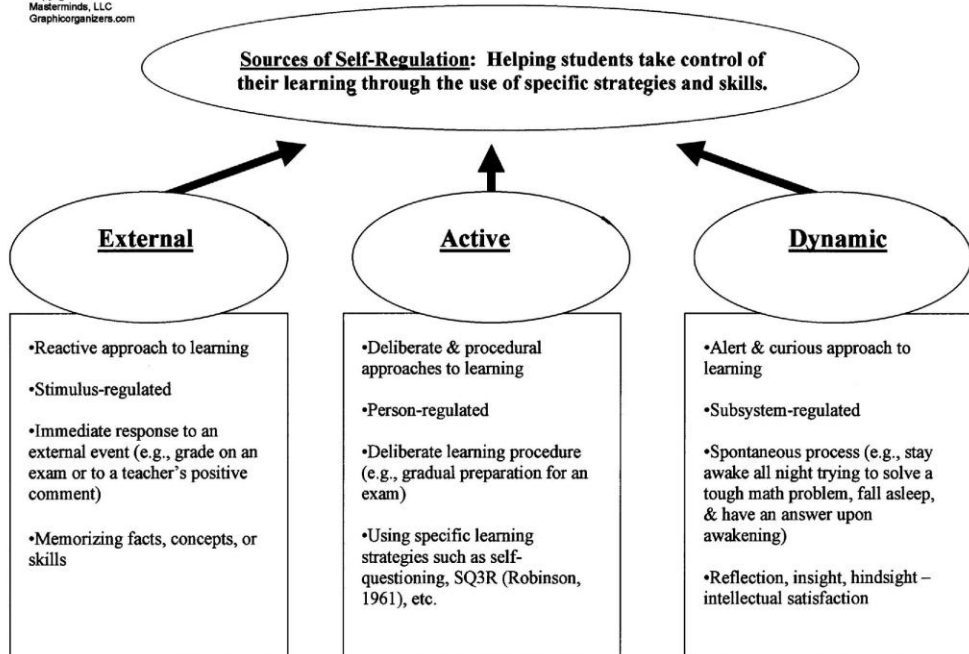 Masterminds, LLC
Graphicorganizers.com
Sources of Self-Regulation: Helping students take control of
their learning through the use of specific strategies and skills.
External
•Reactive approach to learning
•Stimulus-regulated
•Immediate response to an
external event (e.g., grade on an
exam or to a teacher's positive
comment)
•Memorizing facts, concepts, or
skills
Active
•Deliberate & procedural
approaches to learning
•Person-regulated
•Deliberate learning procedure
(e.g., gradual preparation for an
exam)
•Using specific learning
strategies such as self-
questioning, SQ3R (Robinson,
1961), etc.
Dynamic
•Alert & curious approach to
learning
•Subsystem-regulated
•Spontaneous process (e.g., stay
awake all night trying to solve a
tough math problem, fall asleep,
& have an answer upon
awakening)
•Reflection, insight, hindsight –
intellectual satisfaction